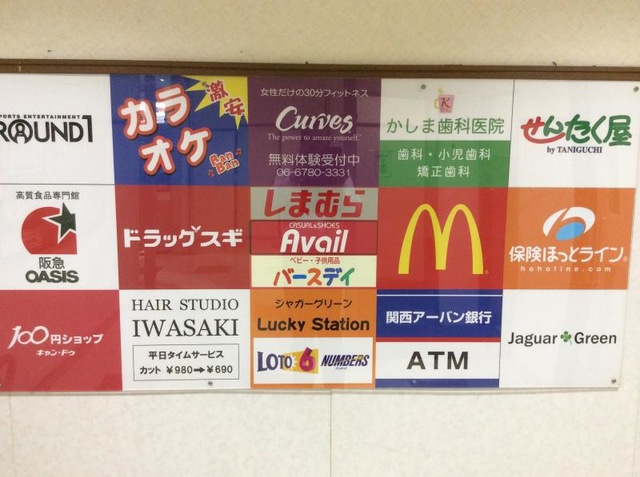 SPORTS ENTERTAINMENT
ROUND1
激安
カラオケ
BanBan
女性だけの30分フィットネス
Curves
The power to amaze yourself.
無料体験受付中
06-6780-3331
K
かしま歯科医院
歯科・小児歯科
矯正歯科
せんたく屋
by TANIGUCHI
高質食品専門館
阪急
OASIS
ドラッグスギ
しまむら
CASUAL&SHOES
Avail
ベビー・子供用品
バースデイ
M
保険ほっとライン
hoholine.com
100円ショップ
キャン・ドゥ
HAIR STUDIO
IWASAKI
平日タイムサービス
カット ¥980→¥690
ジャガーグリーン
Lucky Station
LOTO6 NUMBERS
関西アーバン銀行
ATM
Jaguar Green